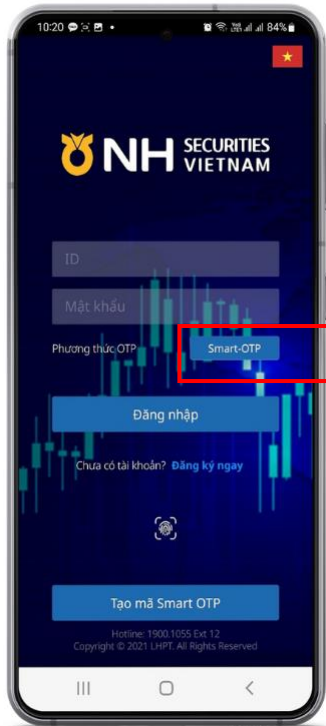 10:20
84%
NH SECURITIES
VIETNAM
ID
Mật khẩu
Phương thức OTP
Smart-OTP
Đăng nhập
Chưa có tài khoản? Đăng ký ngay
Tạo mã Smart OTP
Hotline: 1900.1055 Ext 12
Copyright © 2021 LHPT. All Rights Reserved